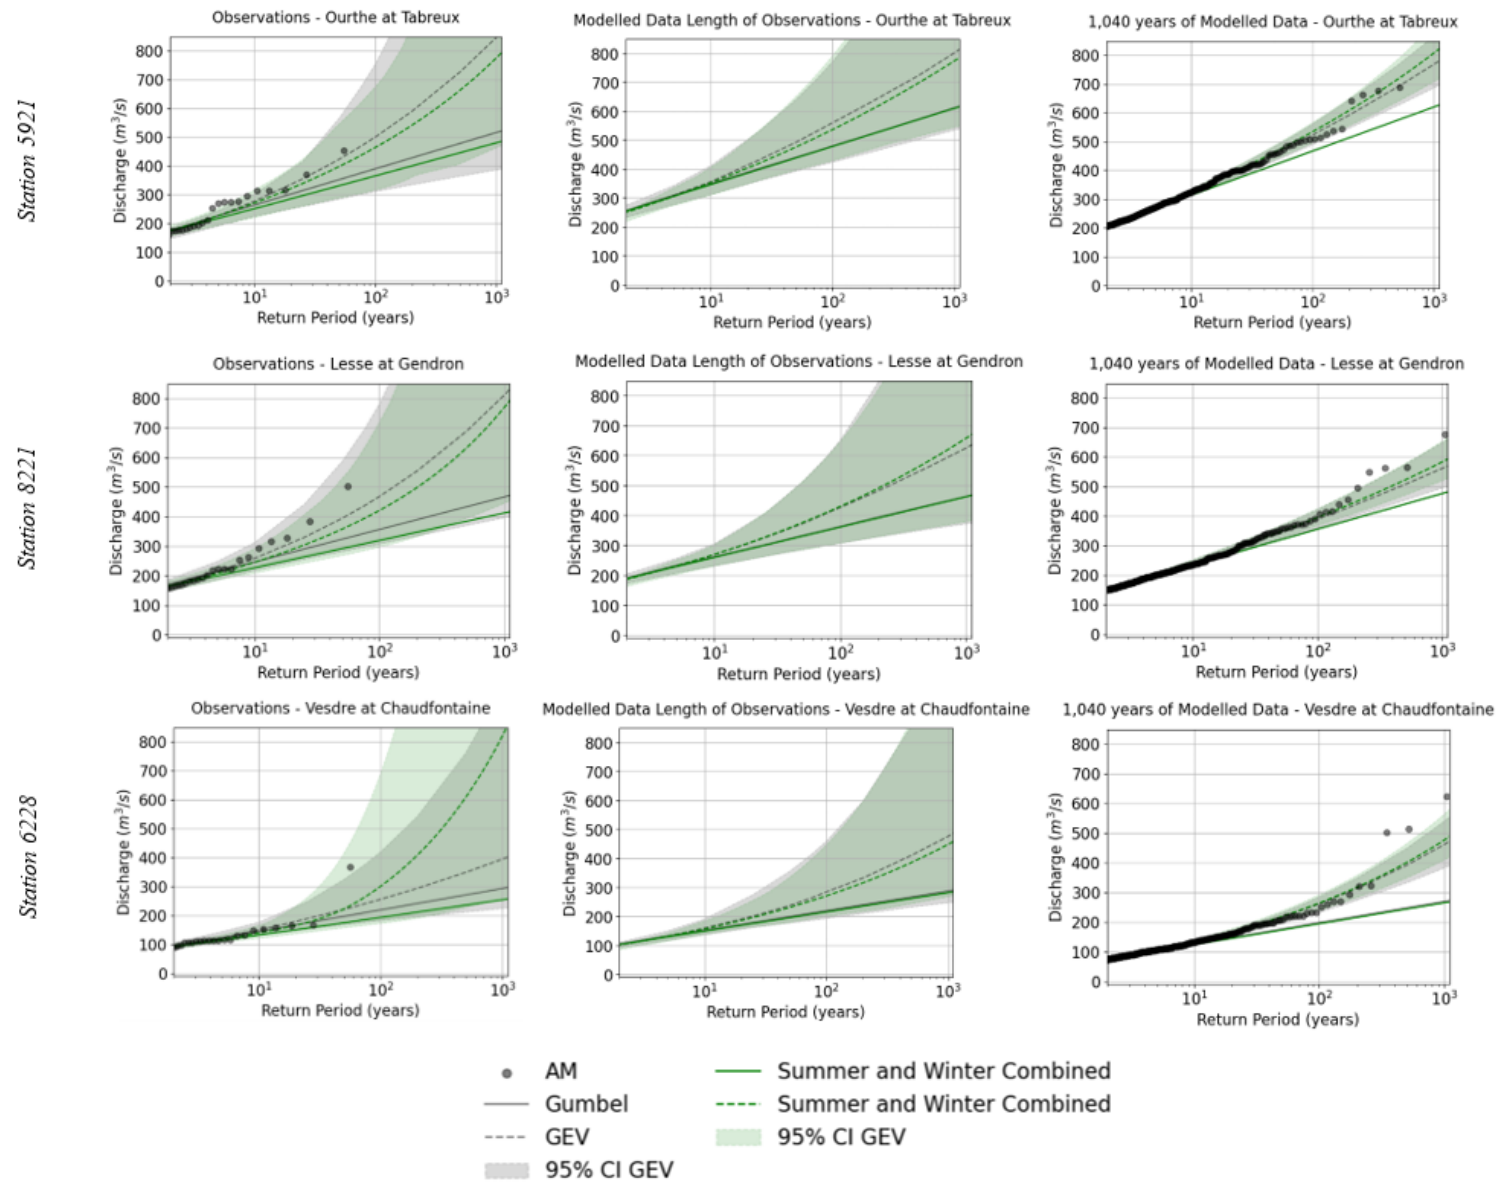 Observations - Ourthe at Tabreux
Modelled Data Length of Observations - Ourthe at Tabreux
1,040 years of Modelled Data - Ourthe at Tabreux
Station 5921
Discharge (m³/s)
800
700
600
500
400
300
200
100
0
10¹
10²
10³
Return Period (years)
Discharge (m³/s)
800
700
600
500
400
300
200
100
0
10¹
10²
10³
Return Period (years)
Discharge (m³/s)
800
700
600
500
400
300
200
100
0
10¹
10²
10³
Return Period (years)
Observations - Lesse at Gendron
Modelled Data Length of Observations - Lesse at Gendron
1,040 years of Modelled Data - Lesse at Gendron
Station 8221
Discharge (m³/s)
800
700
600
500
400
300
200
100
0
10¹
10²
10³
Return Period (years)
Discharge (m³/s)
800
700
600
500
400
300
200
100
0
10¹
10²
10³
Return Period (years)
Discharge (m³/s)
800
700
600
500
400
300
200
100
0
10¹
10²
10³
Return Period (years)
Observations - Vesdre at Chaudfontaine
Modelled Data Length of Observations - Vesdre at Chaudfontaine
1,040 years of Modelled Data - Vesdre at Chaudfontaine
Station 6228
Discharge (m³/s)
800
700
600
500
400
300
200
100
0
10¹
10²
10³
Return Period (years)
Discharge (m³/s)
800
700
600
500
400
300
200
100
0
10¹
10²
10³
Return Period (years)
Discharge (m³/s)
800
700
600
500
400
300
200
100
0
10¹
10²
10³
Return Period (years)
AM
Gumbel
GEV
95% CI GEV
Summer and Winter Combined
Summer and Winter Combined
95% CI GEV